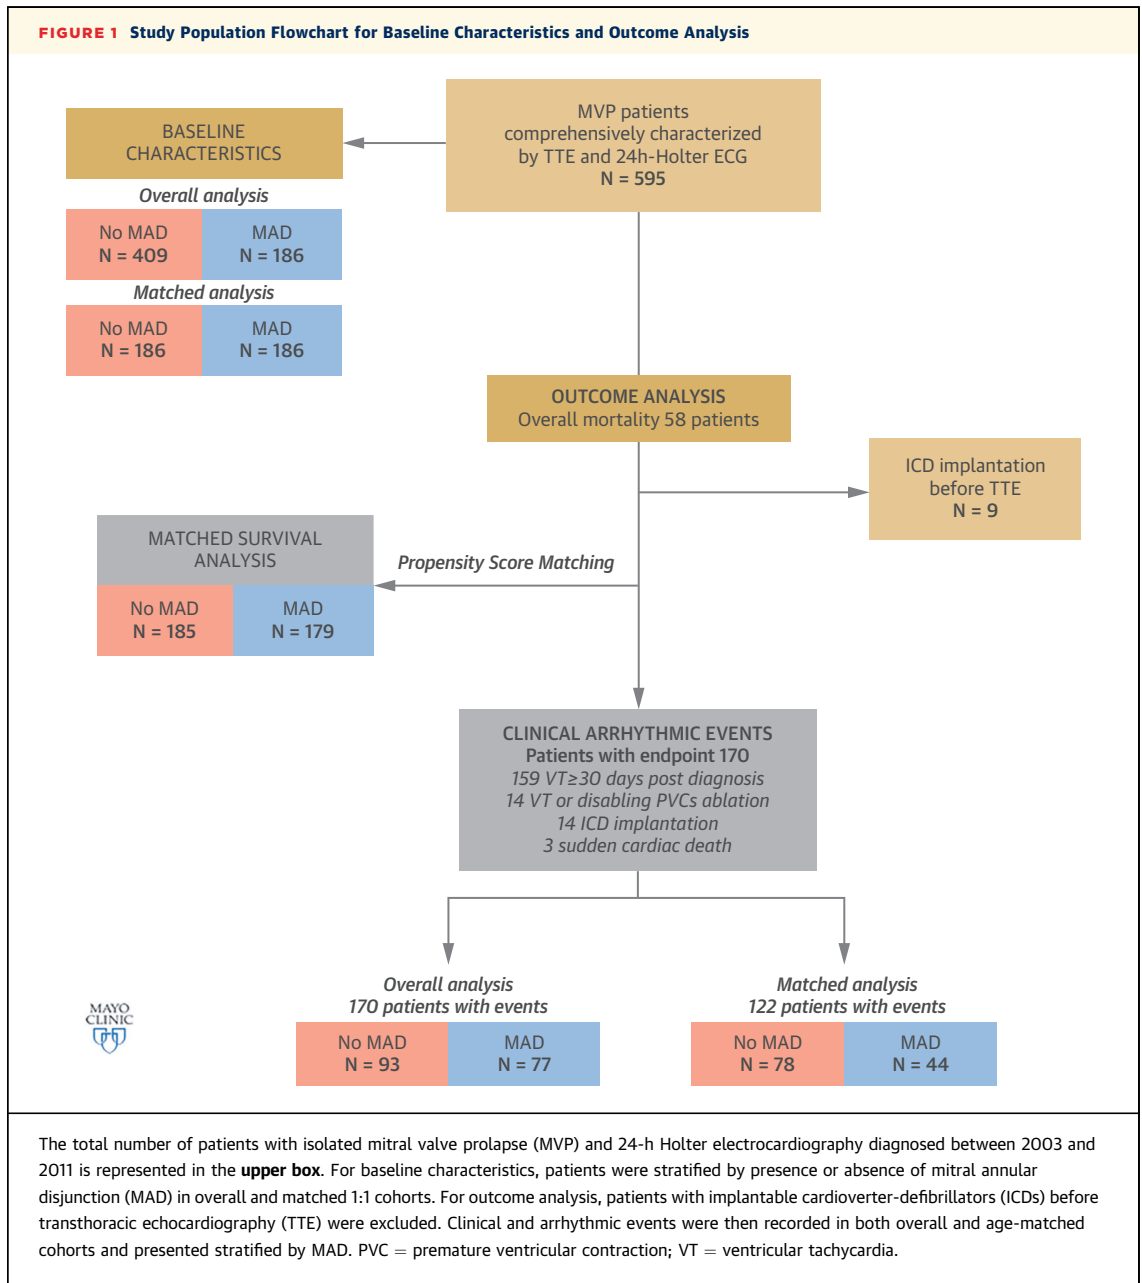 FIGURE 1 Study Population Flowchart for Baseline Characteristics and Outcome Analysis
MVP patients
comprehensively characterized
by TTE and 24h-Holter ECG
N = 595
BASELINE
CHARACTERISTICS
Overall analysis
No MAD
N = 409
MAD
N = 186
Matched analysis
No MAD
N = 186
MAD
N = 186
OUTCOME ANALYSIS
Overall mortality 58 patients
ICD implantation
before TTE
N = 9
MATCHED SURVIVAL
ANALYSIS
Propensity Score Matching
No MAD
N = 185
MAD
N = 179
CLINICAL ARRHYTHMIC EVENTS
Patients with endpoint 170
159 VT≥30 days post diagnosis
14 VT or disabling PVCs ablation
14 ICD implantation
3 sudden cardiac death
Overall analysis
170 patients with events
No MAD
N = 93
MAD
N = 77
Matched analysis
122 patients with events
No MAD
N = 78
MAD
N = 44
MAYO
CLINIC
The total number of patients with isolated mitral valve prolapse (MVP) and 24-h Holter electrocardiography diagnosed between 2003 and
2011 is represented in the upper box. For baseline characteristics, patients were stratified by presence or absence of mitral annular
disjunction (MAD) in overall and matched 1:1 cohorts. For outcome analysis, patients with implantable cardioverter-defibrillators (ICDs) before
transthoracic echocardiography (TTE) were excluded. Clinical and arrhythmic events were then recorded in both overall and age-matched
cohorts and presented stratified by MAD. PVC = premature ventricular contraction; VT = ventricular tachycardia.